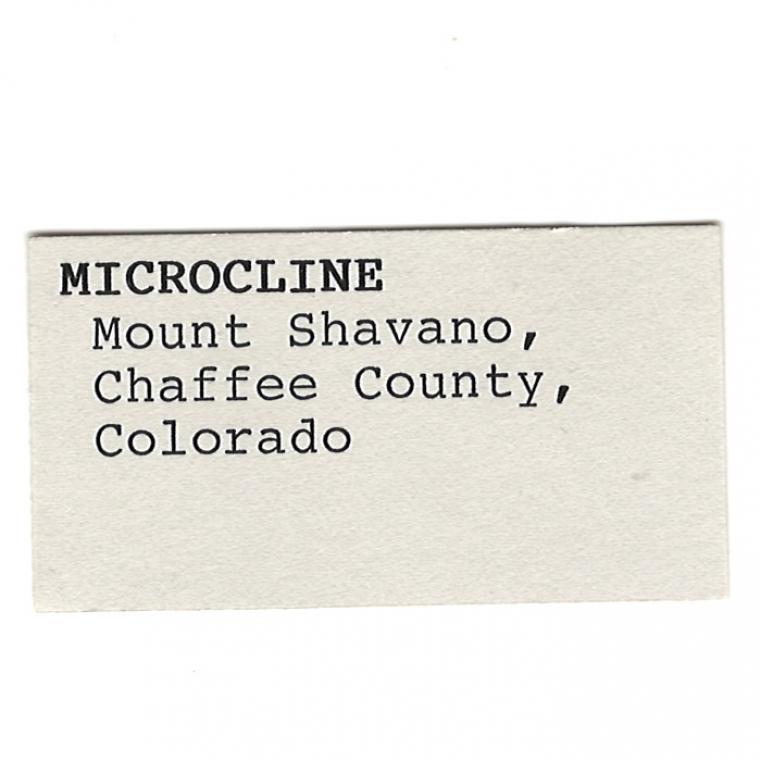 MICROCLINE
Mount Shavano,
Chaffee County,
Colorado